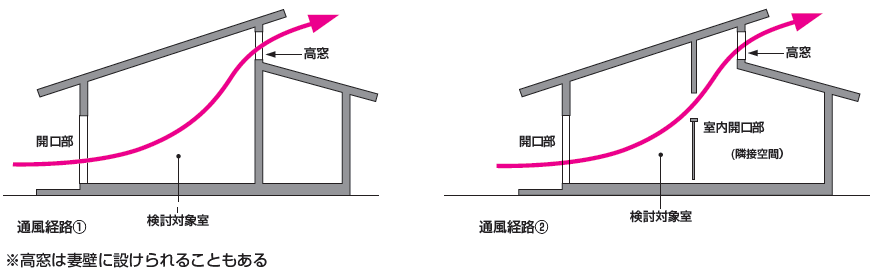 高窓
開口部
検討対象室
通風経路①
高窓
開口部
室内開口部
(隣接空間)
検討対象室
通風経路②
※高窓は妻壁に設けられることもある